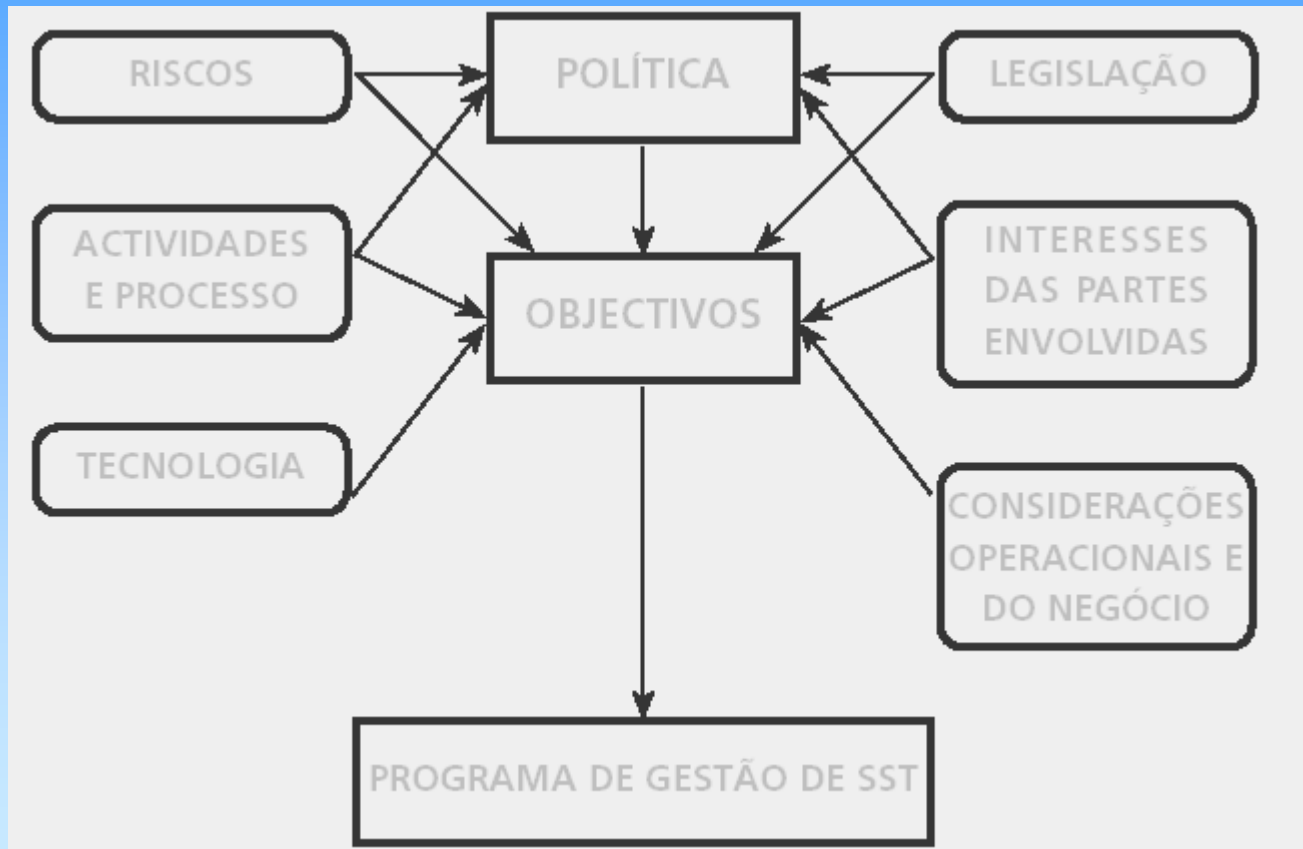 RISCOS
POLÍTICA
LEGISLAÇÃO
ACTIVIDADES
E PROCESSO
INTERESSES
DAS PARTES
ENVOLVIDAS
OBJECTIVOS
TECNOLOGIA
CONSIDERAÇÕES
OPERACIONAIS E
DO NEGÓCIO
PROGRAMA DE GESTÃO DE SST